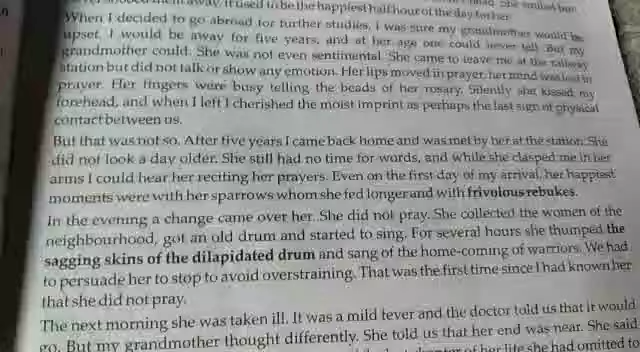 away. It used to be the happiest half hour of the day for her.
When I decided to go abroad for further studies, I was sure my grandmother would be
upset. I would be away for five years, and at her age one could never tell. But my
grandmother could. She was not even sentimental. She came to leave me at the railway
station but did not talk or show any emotion. Her lips moved in prayer, her mind was lost in
prayer. Her fingers were busy telling the beads of her rosary. Silently she kissed my
forehead, and when I left I cherished the moist imprint as perhaps the last sign of physical
contact between us.
But that was not so. After five years I came back home and was met by her at the station. She
did not look a day older. She still had no time for words, and while she clasped me in her
arms I could hear her reciting her prayers. Even on the first day of my arrival, her happiest
moments were with her sparrows whom she fed longer and with frivolous rebukes.
In the evening a change came over her. She did not pray. She collected the women of the
neighbourhood, got an old drum and started to sing. For several hours she thumped the
sagging skins of the dilapidated drum and sang of the home-coming of warriors. We had
to persuade her to stop to avoid overstraining. That was the first time since I had known her
that she did not pray.
The next morning she was taken ill. It was a mild fever and the doctor told us that it would
go. But my grandmother thought differently. She told us that her end was near. She said
of her life she had omitted to